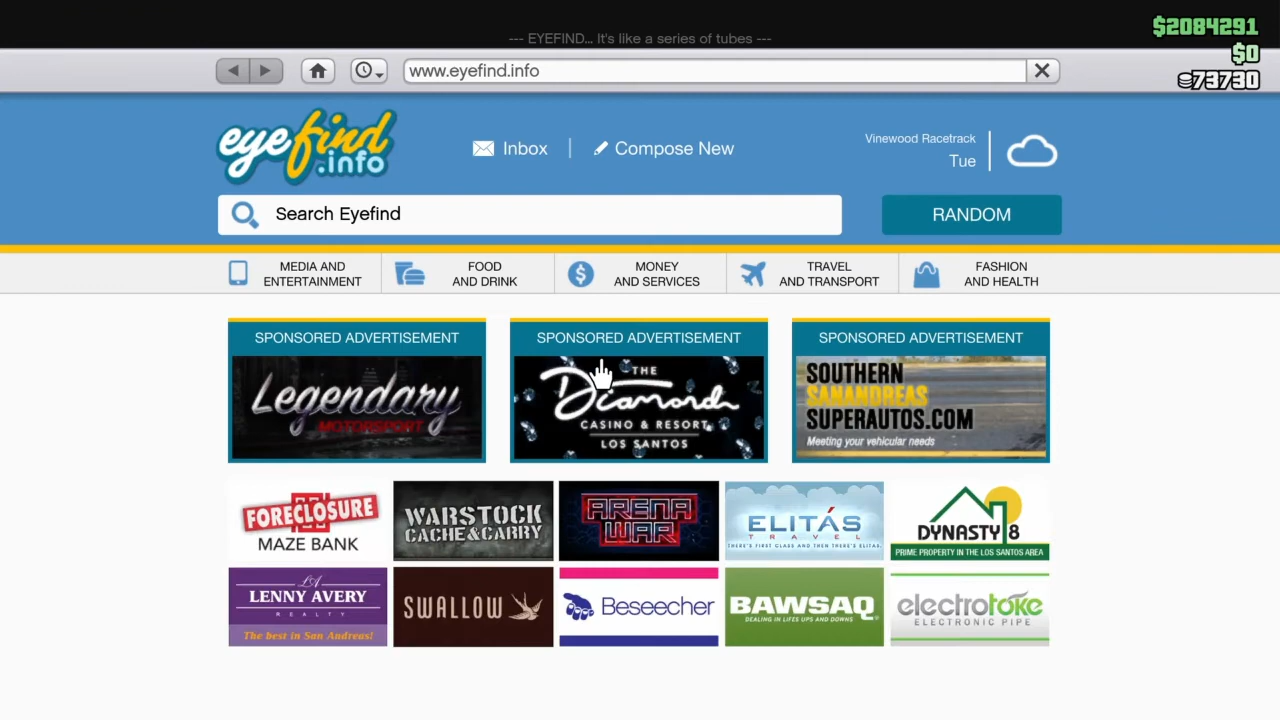 --- EYEFIND... It's like a series of tubes ---
$2084291
$0
73730
www.eyefind.info
eyefind
.info
Inbox
Compose New
Vinewood Racetrack
Tue
Search Eyefind
RANDOM
MEDIA AND
ENTERTAINMENT
FOOD
AND DRINK
MONEY
AND SERVICES
TRAVEL
AND TRANSPORT
FASHION
AND HEALTH
SPONSORED ADVERTISEMENT
Legendary
MOTORSPORT
SPONSORED ADVERTISEMENT
THE
Diamond
CASINO & RESORT
LOS SANTOS
SPONSORED ADVERTISEMENT
SOUTHERN
SANANDREAS
SUPERAUTOS.COM
Meeting your vehicular needs
FORECLOSURE
MAZE BANK
WARSTOCK
CACHE&CARRY
ARENA
WAR
ELITÁS
TRAVEL
THERE'S FIRST CLASS AND THEN THERE'S ELITAS.
DYNASTY 8
PRIME PROPERTY IN THE LOS SANTOS AREA
LA
LENNY AVERY
REALTY
The best in San Andreas!
SWALLOW
Beseecher
BAWSAQ
DEALING IN LIFES UPS AND DOWNS
electrotoke
ELECTRONIC PIPE